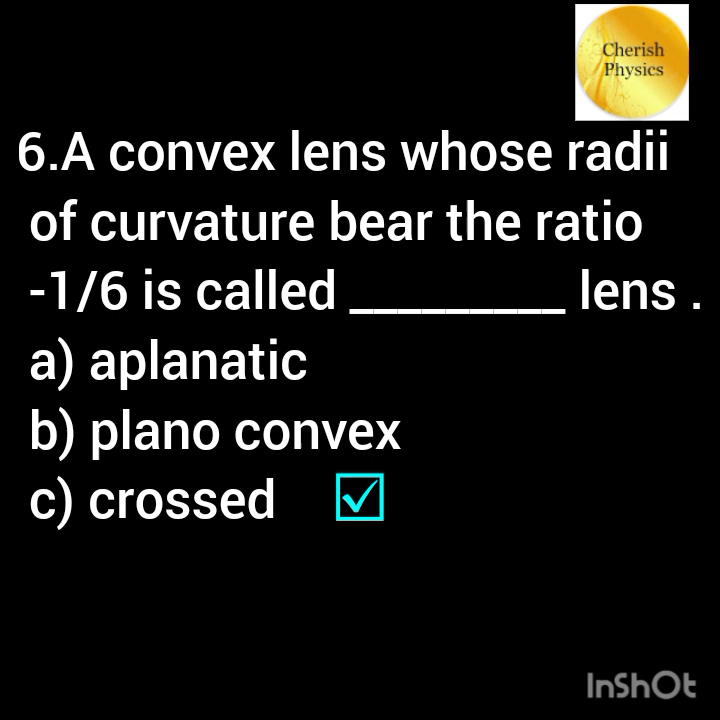 Cherish
Physics
6.A convex lens whose radii
of curvature bear the ratio
-1/6 is called _________ lens .
a) aplanatic
b) plano convex
c) crossed ☑
InShOt